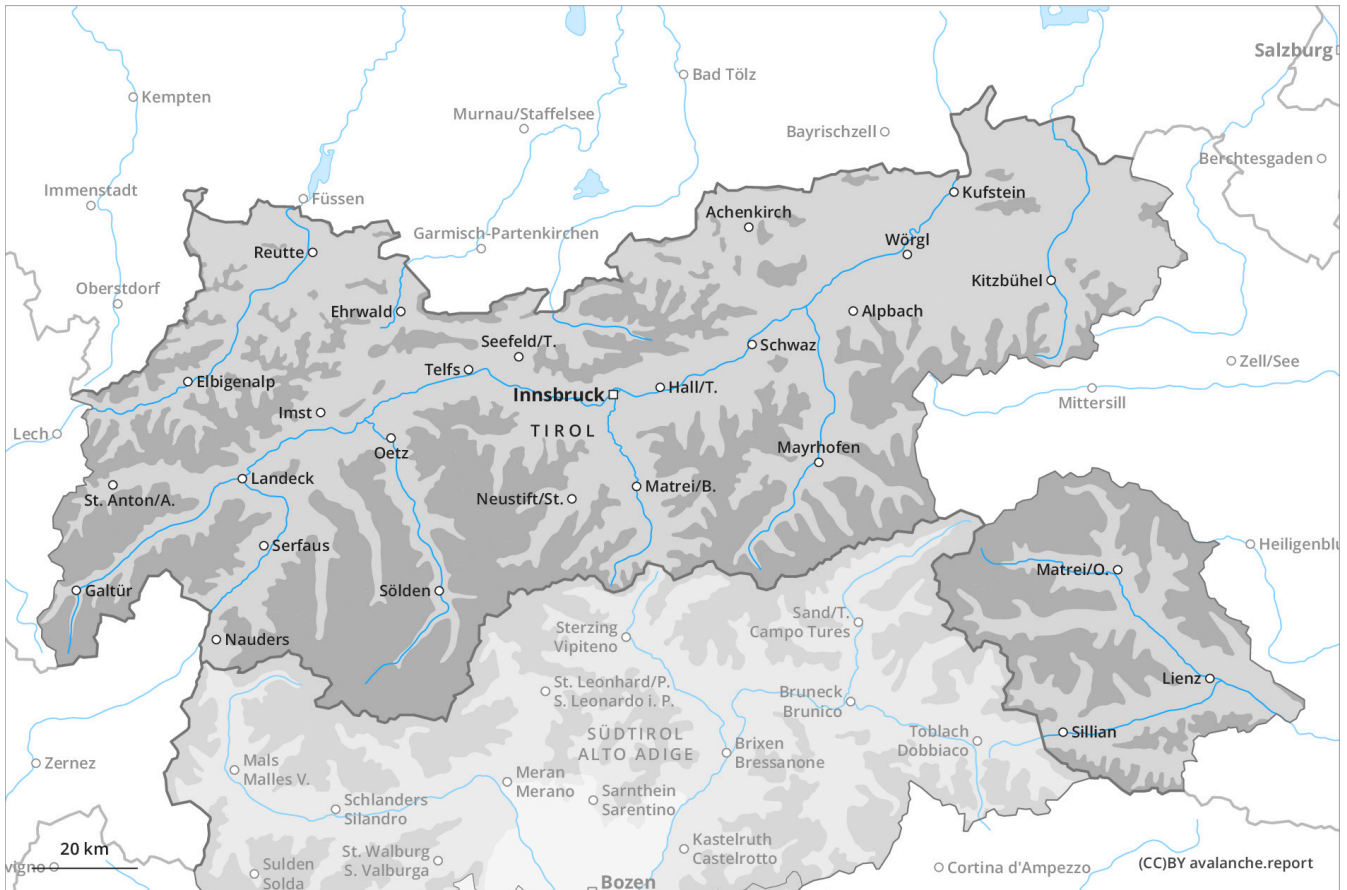 Salzburg
Bad Tölz
Kempten
Murnau/Staffelsee
Bayrischzell
Berchtesgaden
Immenstadt
Füssen
Kufstein
Achenkirch
Garmisch-Partenkirchen
Wörgl
Reutte
Kitzbühel
Oberstdorf
Ehrwald
Alpbach
Seefeld/T.
Schwaz
Telfs
Zell/See
Elbigenalp
Hall/T.
Innsbruck
Mittersill
Imst
TIROL
Lech
Oetz
Mayrhofen
Landeck
Matrei/B.
St. Anton/A.
Neustift/St.
Serfaus
Heiligenblu
Matrei/O.
Galtür
Sölden
Sand/T.
Campo Tures
Sterzing
Vipiteno
Nauders
Lienz
St. Leonhard/P.
S. Leonardo i. P.
Bruneck
Brunico
Sillian
SÜDTIROL
ALTO ADIGE
Toblach
Dobbiaco
Brixen
Bressanone
Zernez
Mals
Malles V.
Meran
Merano
Sarnthein
Sarentino
Schlanders
Silandro
Kastelruth
Castelrotto
20 km
St. Walburg
S. Valburga
vigno
Sulden
Solda
Cortina d'Ampezzo
(CC)BY avalanche.report
Bozen